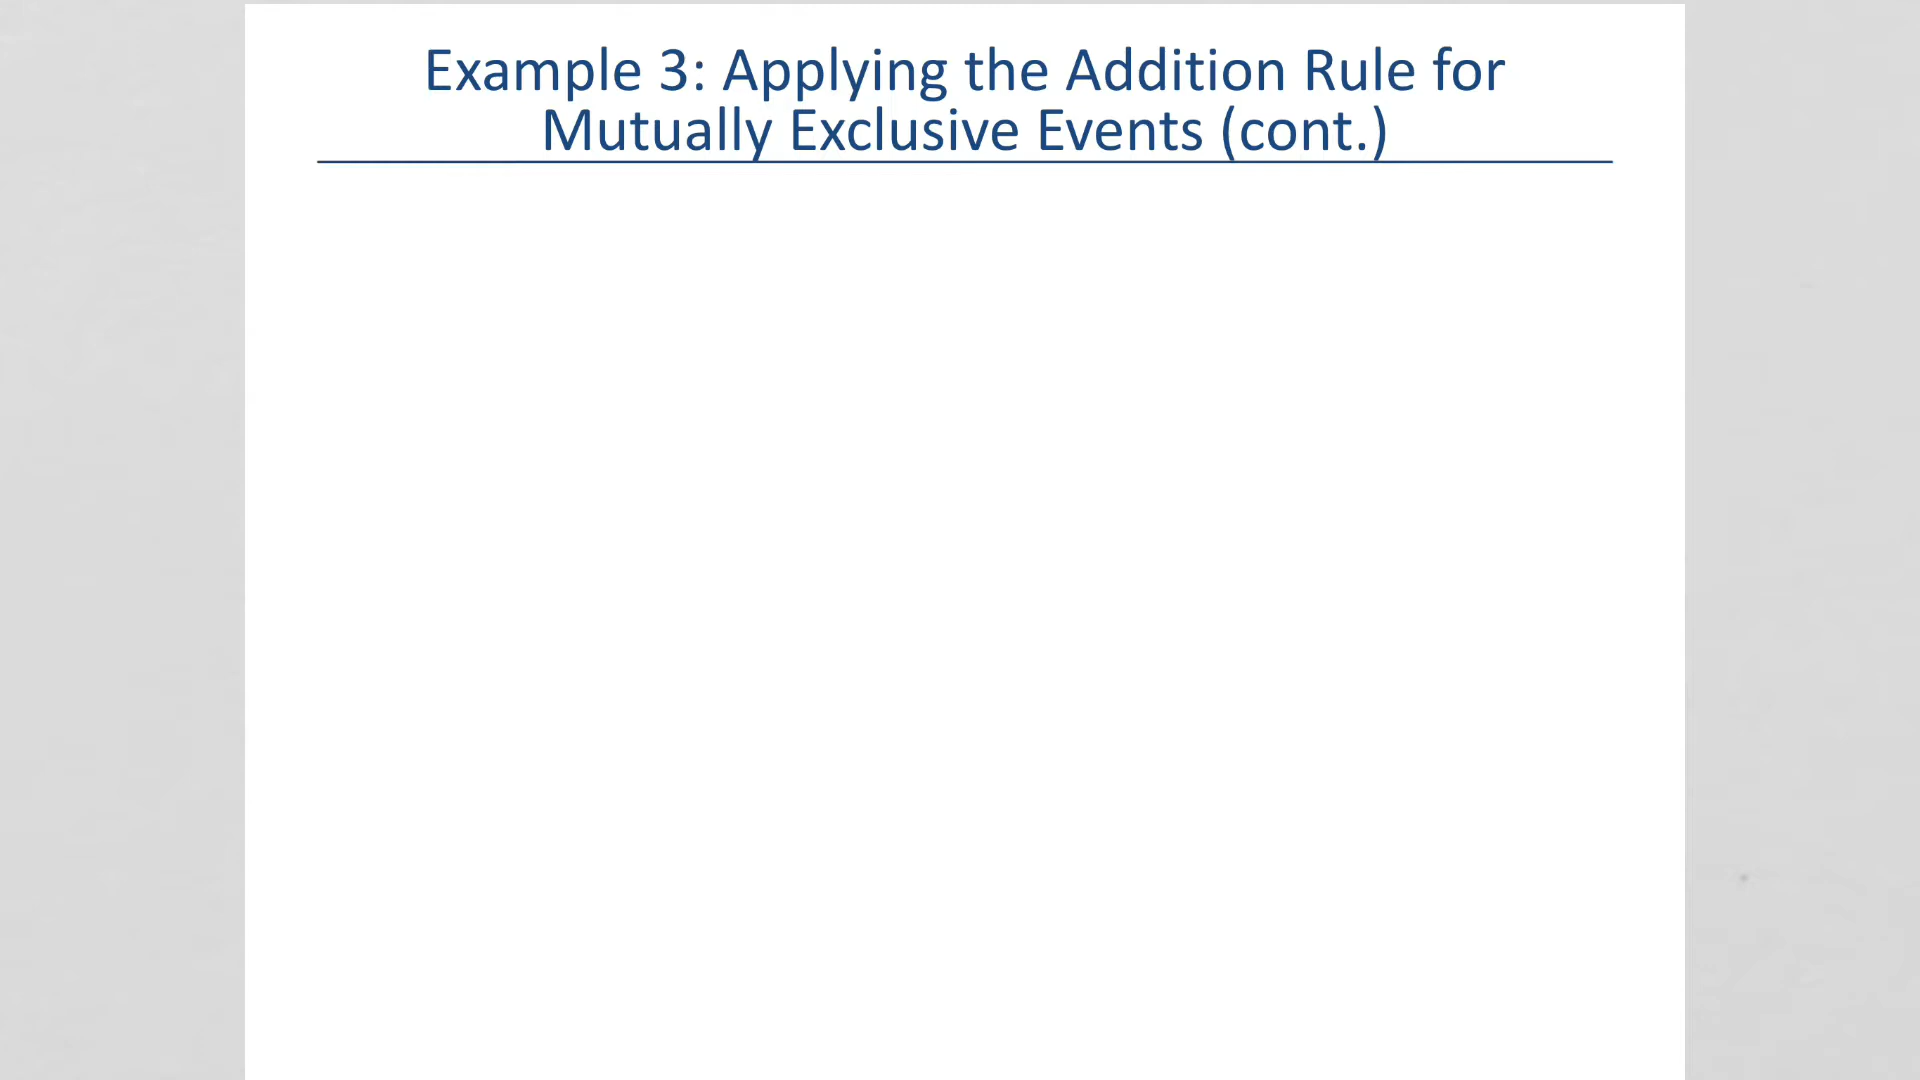 Example 3: Applying the Addition Rule for
Mutually Exclusive Events (cont.)